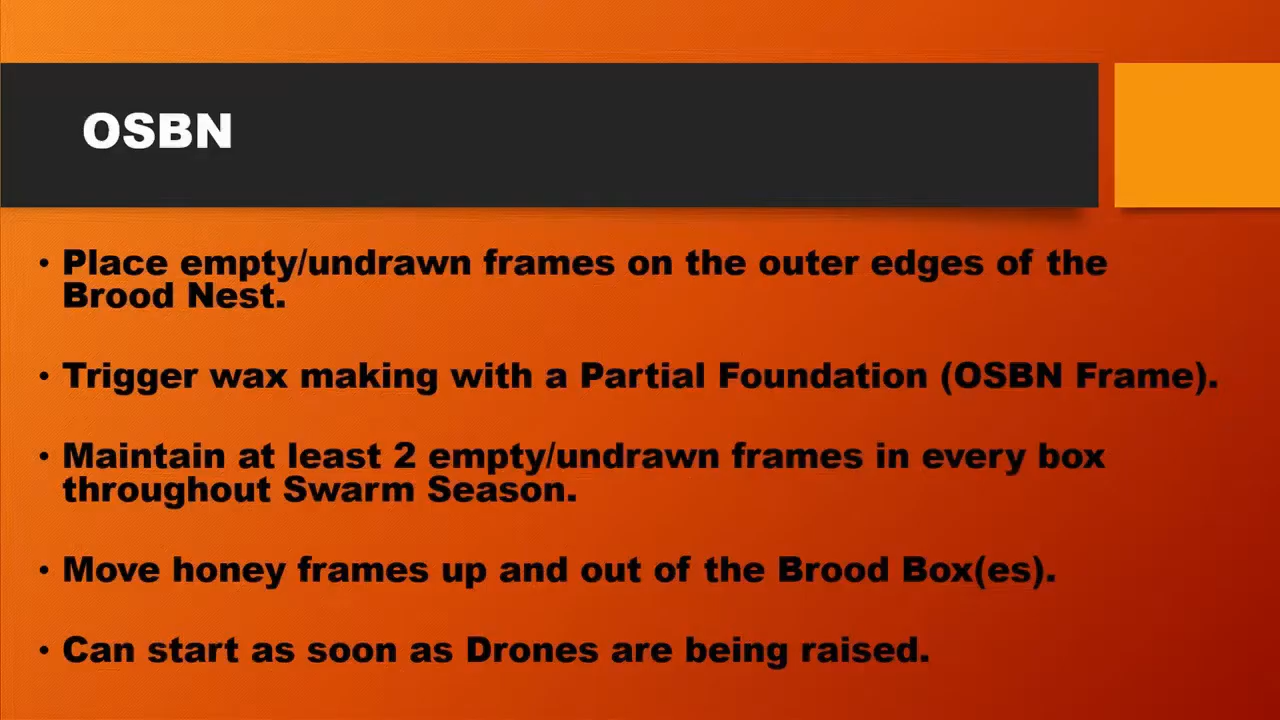 OSBN
• Place empty/undrawn frames on the outer edges of the
Brood Nest.
• Trigger wax making with a Partial Foundation (OSBN Frame).
• Maintain at least 2 empty/undrawn frames in every box
throughout Swarm Season.
• Move honey frames up and out of the Brood Box(es).
• Can start as soon as Drones are being raised.